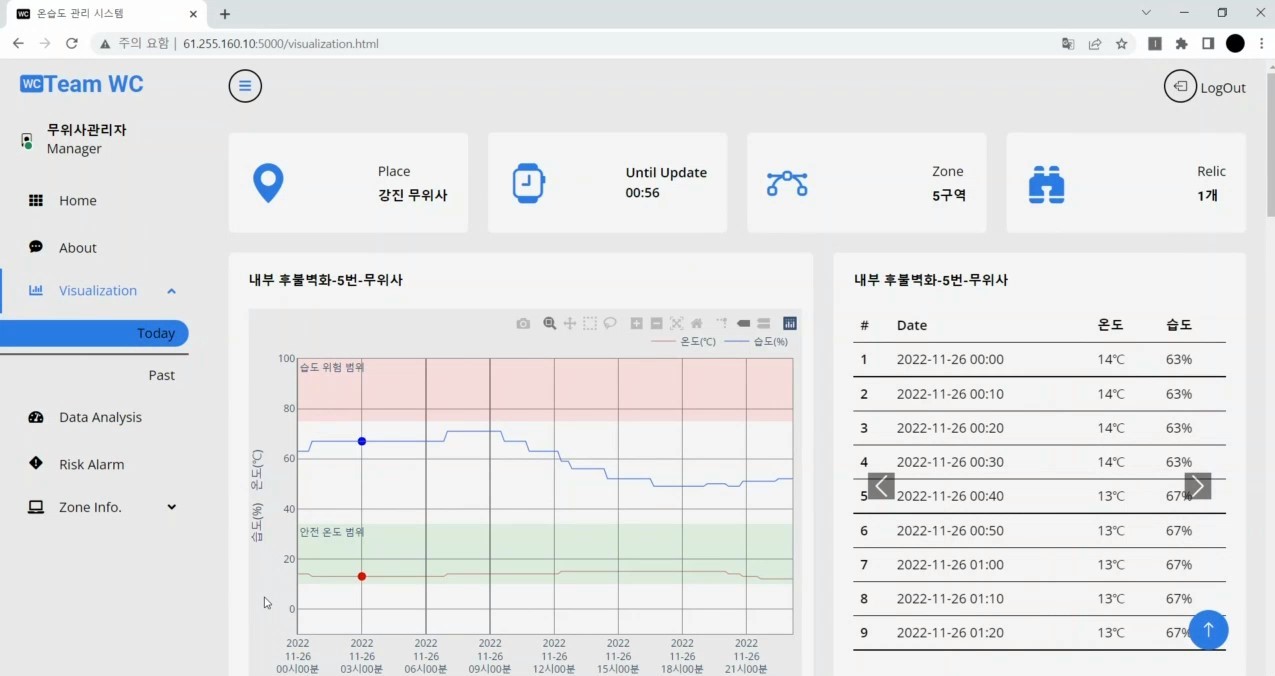 온습도 관리 시스템
주의 요함 | 61.255.160.10:5000/visualization.html
WC Team WC
LogOut
무위사관리자
Manager
Home
About
Visualization
Today
Past
Data Analysis
Risk Alarm
Zone Info.
Place
강진 무위사
Until Update
00:56
Zone
5구역
Relic
1개
내부 후불벽화-5번-무위사
온도(℃) 습도(%)
습도 위험 범위
안전 온도 범위
습도(%) 온도(℃)
100
80
60
40
20
0
2022 2022 2022 2022 2022 2022 2022 2022
11-26 11-26 11-26 11-26 11-26 11-26 11-26 11-26
00시00분 03시00분 06시00분 09시00분 12시00분 15시00분 18시00분 21시00분
내부 후불벽화-5번-무위사
# Date 온도 습도
1 2022-11-26 00:00 14℃ 63%
2 2022-11-26 00:10 14℃ 63%
3 2022-11-26 00:20 14℃ 63%
4 2022-11-26 00:30 14℃ 63%
5 2022-11-26 00:40 13℃ 67%
6 2022-11-26 00:50 13℃ 67%
7 2022-11-26 01:00 13℃ 67%
8 2022-11-26 01:10 13℃ 67%
9 2022-11-26 01:20 13℃ 67%